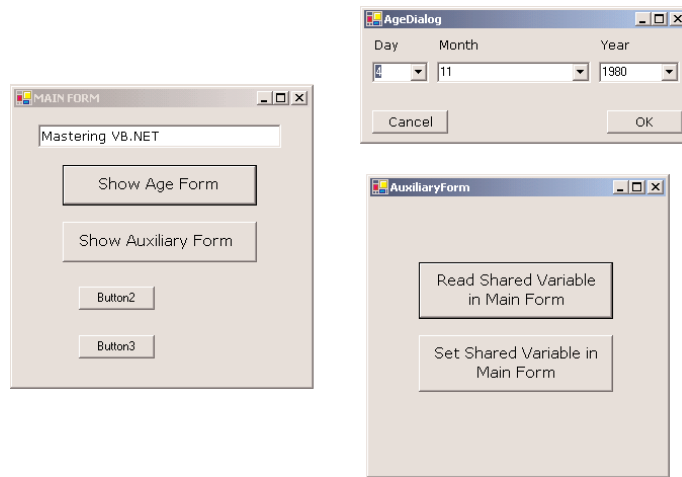 MAIN FORM
Mastering VB.NET
Show Age Form
Show Auxiliary Form
Button2
Button3
AgeDialog
Day Month Year
4 11 1980
Cancel OK
AuxiliaryForm
Read Shared Variable
in Main Form
Set Shared Variable in
Main Form